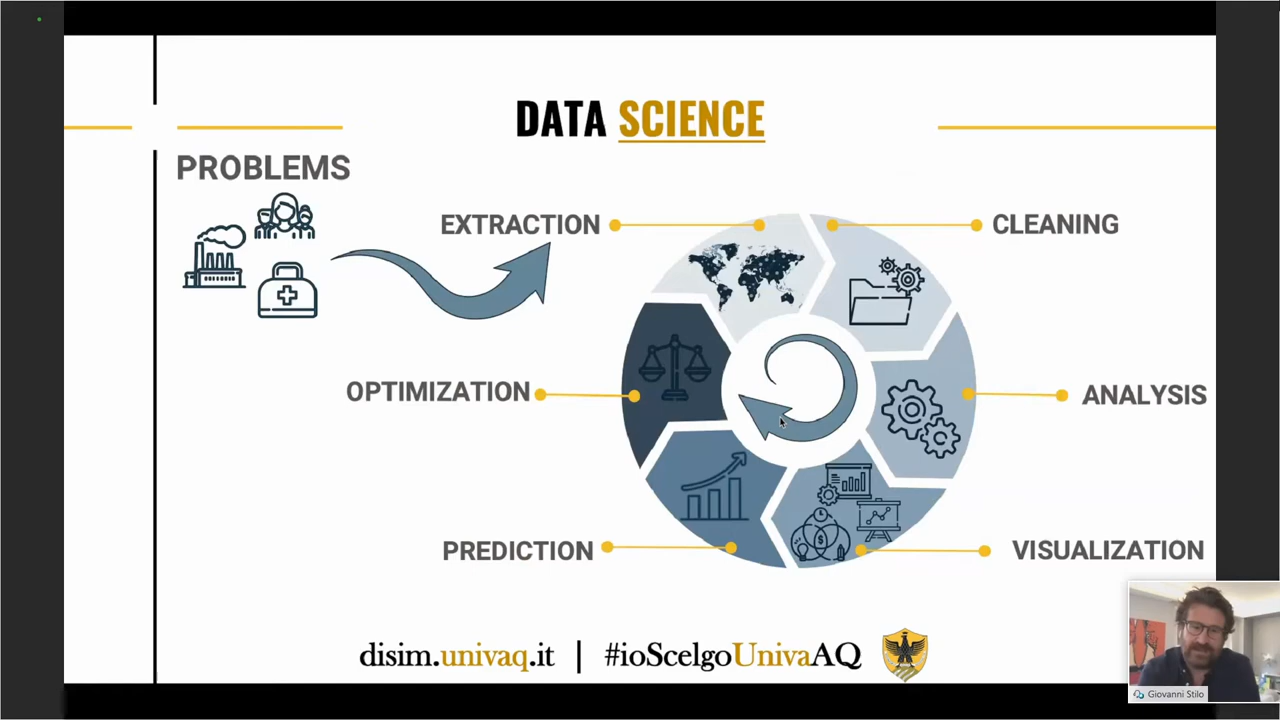 DATA SCIENCE
PROBLEMS
EXTRACTION
CLEANING
OPTIMIZATION
ANALYSIS
PREDICTION
VISUALIZATION
disim.univaq.it | #ioScelgoUnivaAQ
Giovanni Stilo